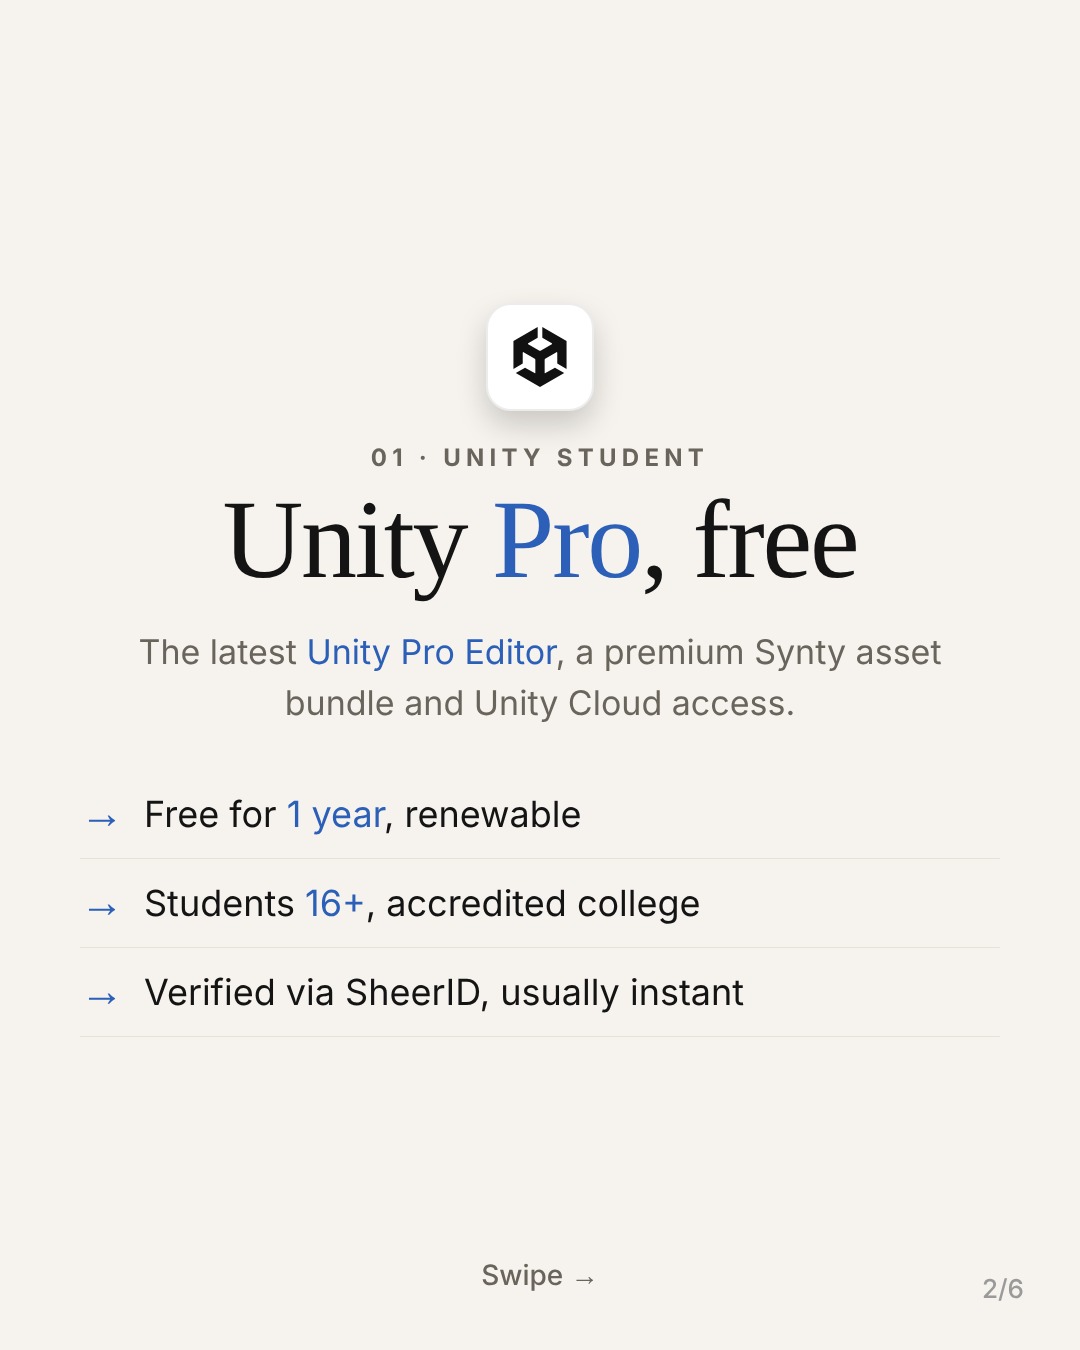 01 · UNITY STUDENT
Unity Pro, free
The latest Unity Pro Editor, a premium Synty asset
bundle and Unity Cloud access.
→ Free for 1 year, renewable
→ Students 16+, accredited college
→ Verified via SheerID, usually instant
Swipe →
2/6